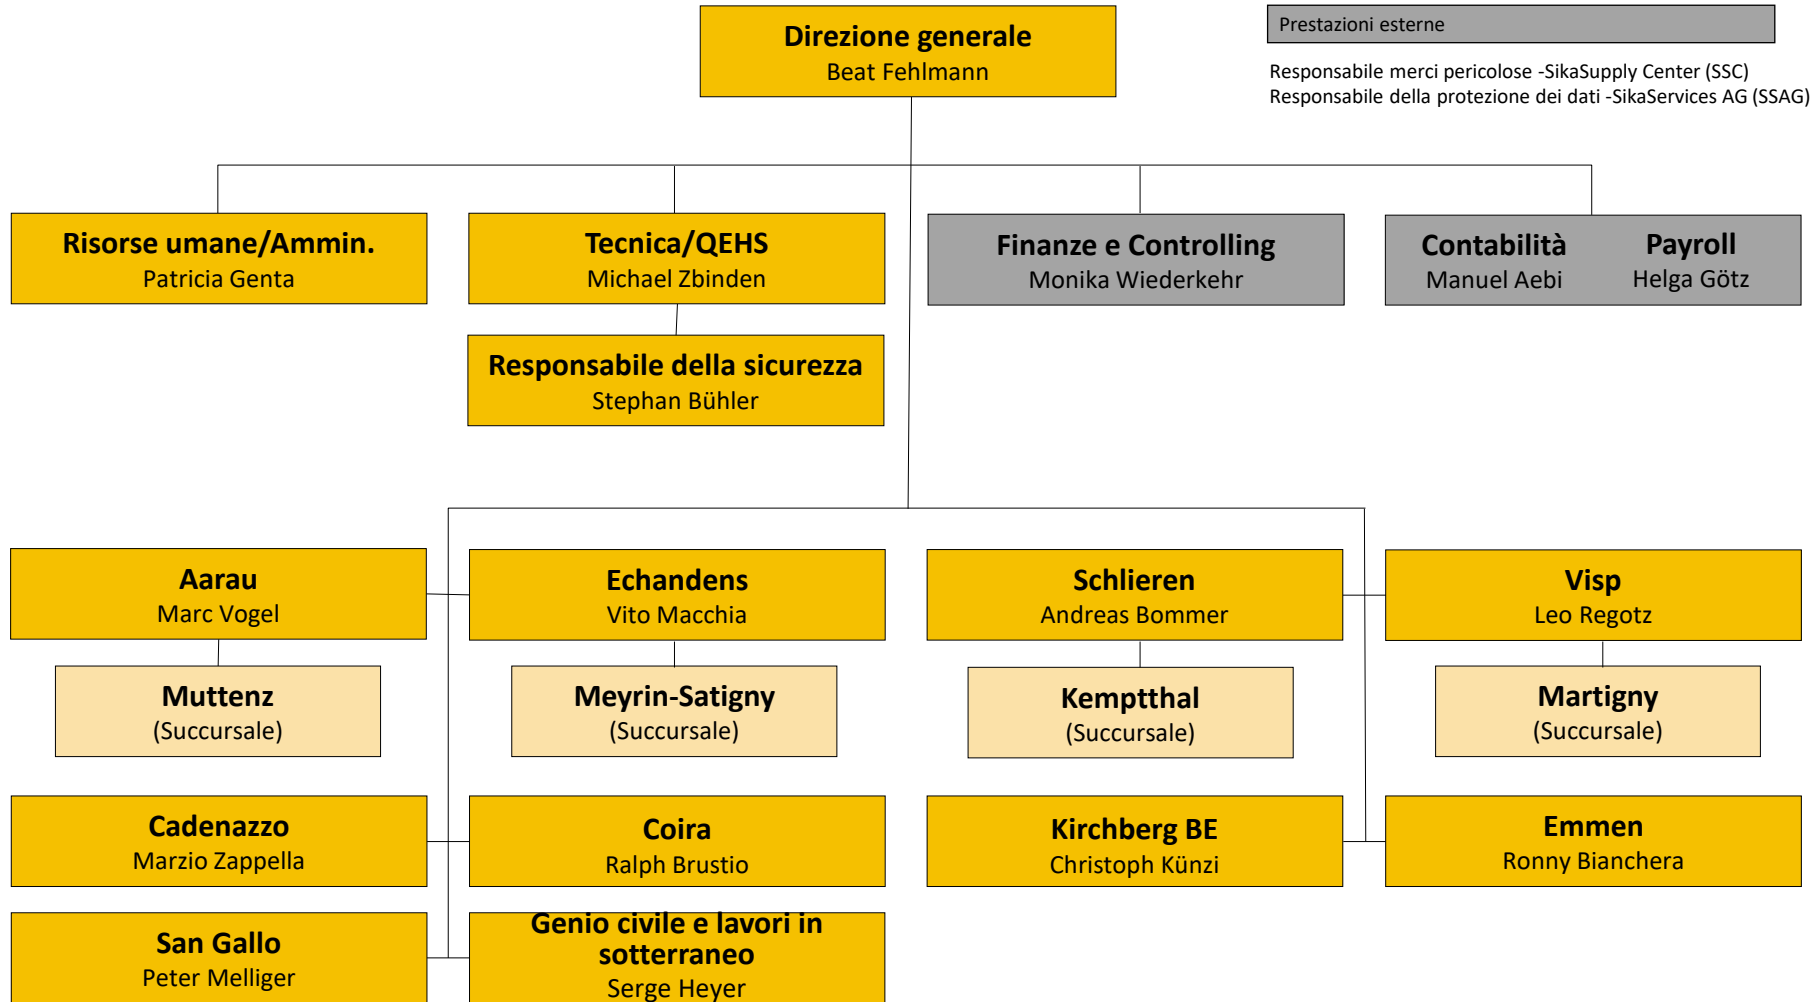 Direzione generale
Beat Fehlmann
Prestazioni esterne
Responsabile merci pericolose -SikaSupply Center (SSC)
Responsabile della protezione dei dati -SikaServices AG (SSAG)
Risorse umane/Ammin.
Patricia Genta
Tecnica/QEHS
Michael Zbinden
Finanze e Controlling
Monika Wiederkehr
Contabilità
Manuel Aebi
Payroll
Helga Götz
Responsabile della sicurezza
Stephan Bühler
Aarau
Marc Vogel
Echandens
Vito Macchia
Schlieren
Andreas Bommer
Visp
Leo Regotz
Muttenz
(Succursale)
Meyrin-Satigny
(Succursale)
Kemptthal
(Succursale)
Martigny
(Succursale)
Cadenazzo
Marzio Zappella
Coira
Ralph Brustio
Kirchberg BE
Christoph Künzi
Emmen
Ronny Bianchera
San Gallo
Peter Melliger
Genio civile e lavori in
sotterraneo
Serge Heyer